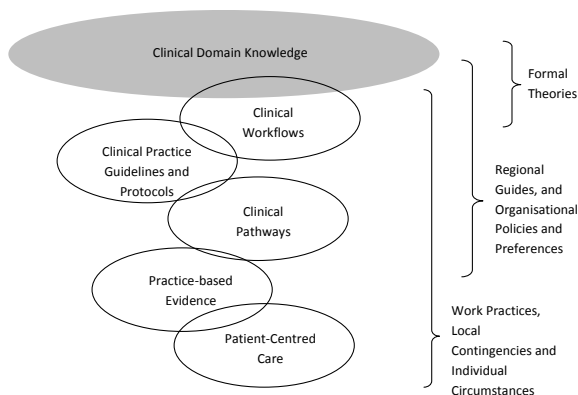 Clinical Domain Knowledge
Clinical
Workflows
Clinical Practice
Guidelines and
Protocols
Clinical
Pathways
Practice-based
Evidence
Patient-Centred
Care
Formal
Theories
Regional
Guides, and
Organisational
Policies and
Preferences
Work Practices,
Local
Contingencies and
Individual
Circumstances